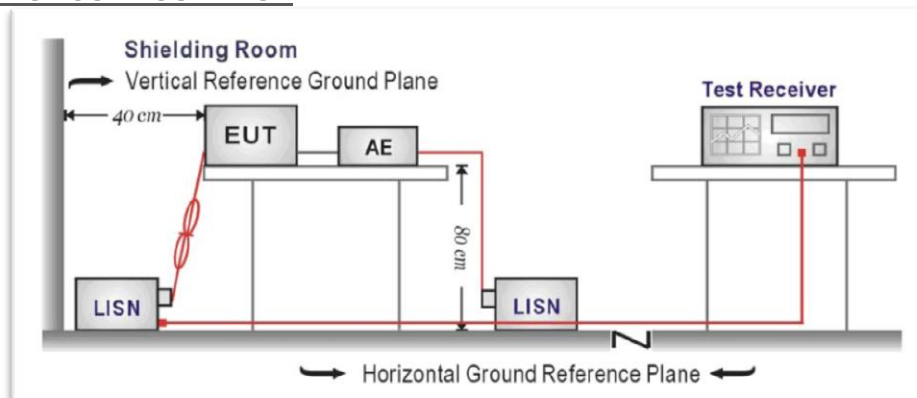 Shielding Room
Vertical Reference Ground Plane
Test Receiver
40 cm
EUT
AE
80 cm
LISN
LISN
Horizontal Ground Reference Plane